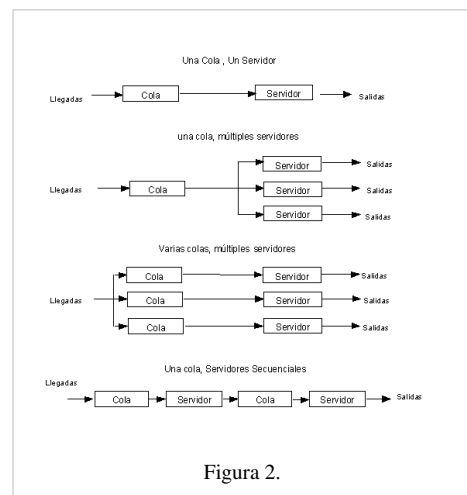 Una Cola , Un Servidor
Llegadas Cola Servidor Salidas
una cola, múltiples servidores
Servidor Salidas
Llegadas Cola Servidor Salidas
Servidor Salidas
Varias colas, múltiples servidores
Cola Servidor Salidas
Llegadas Cola Servidor Salidas
Cola Servidor Salidas
Una cola, Servidores Secuenciales
Llegadas
Cola Servidor Cola Servidor Salidas
Figura 2.